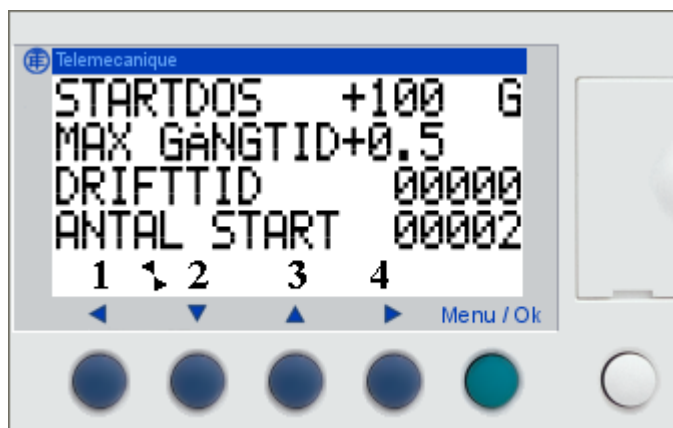 Telemecanique
STARTDOS +100 G
MAX GÅNGTID+0.5
DRIFTTID 00000
ANTAL START 00002
1 2 3 4
Menu / Ok